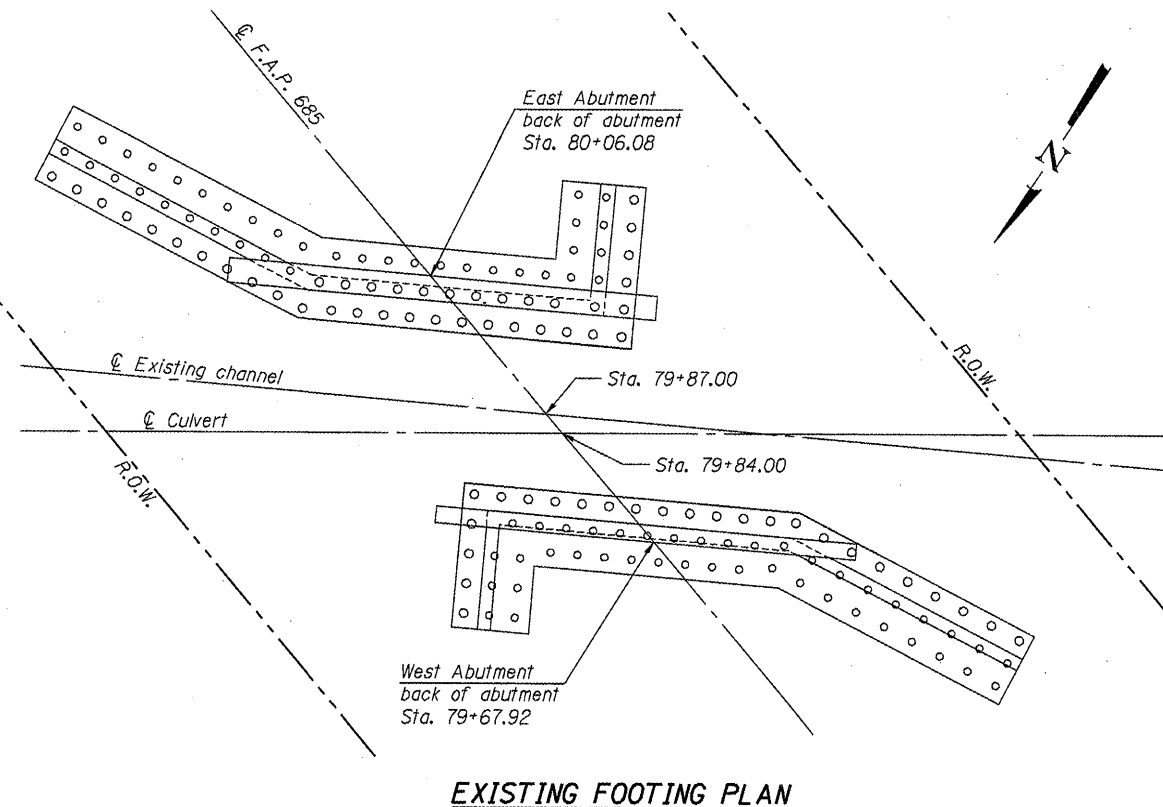 ℄ F.A.P. 685
East Abutment
back of abutment
Sta. 80+06.08
N
℄ Existing channel
Sta. 79+87.00
R.O.W.
℄ Culvert
Sta. 79+84.00
R.O.W.
West Abutment
back of abutment
Sta. 79+67.92
EXISTING FOOTING PLAN